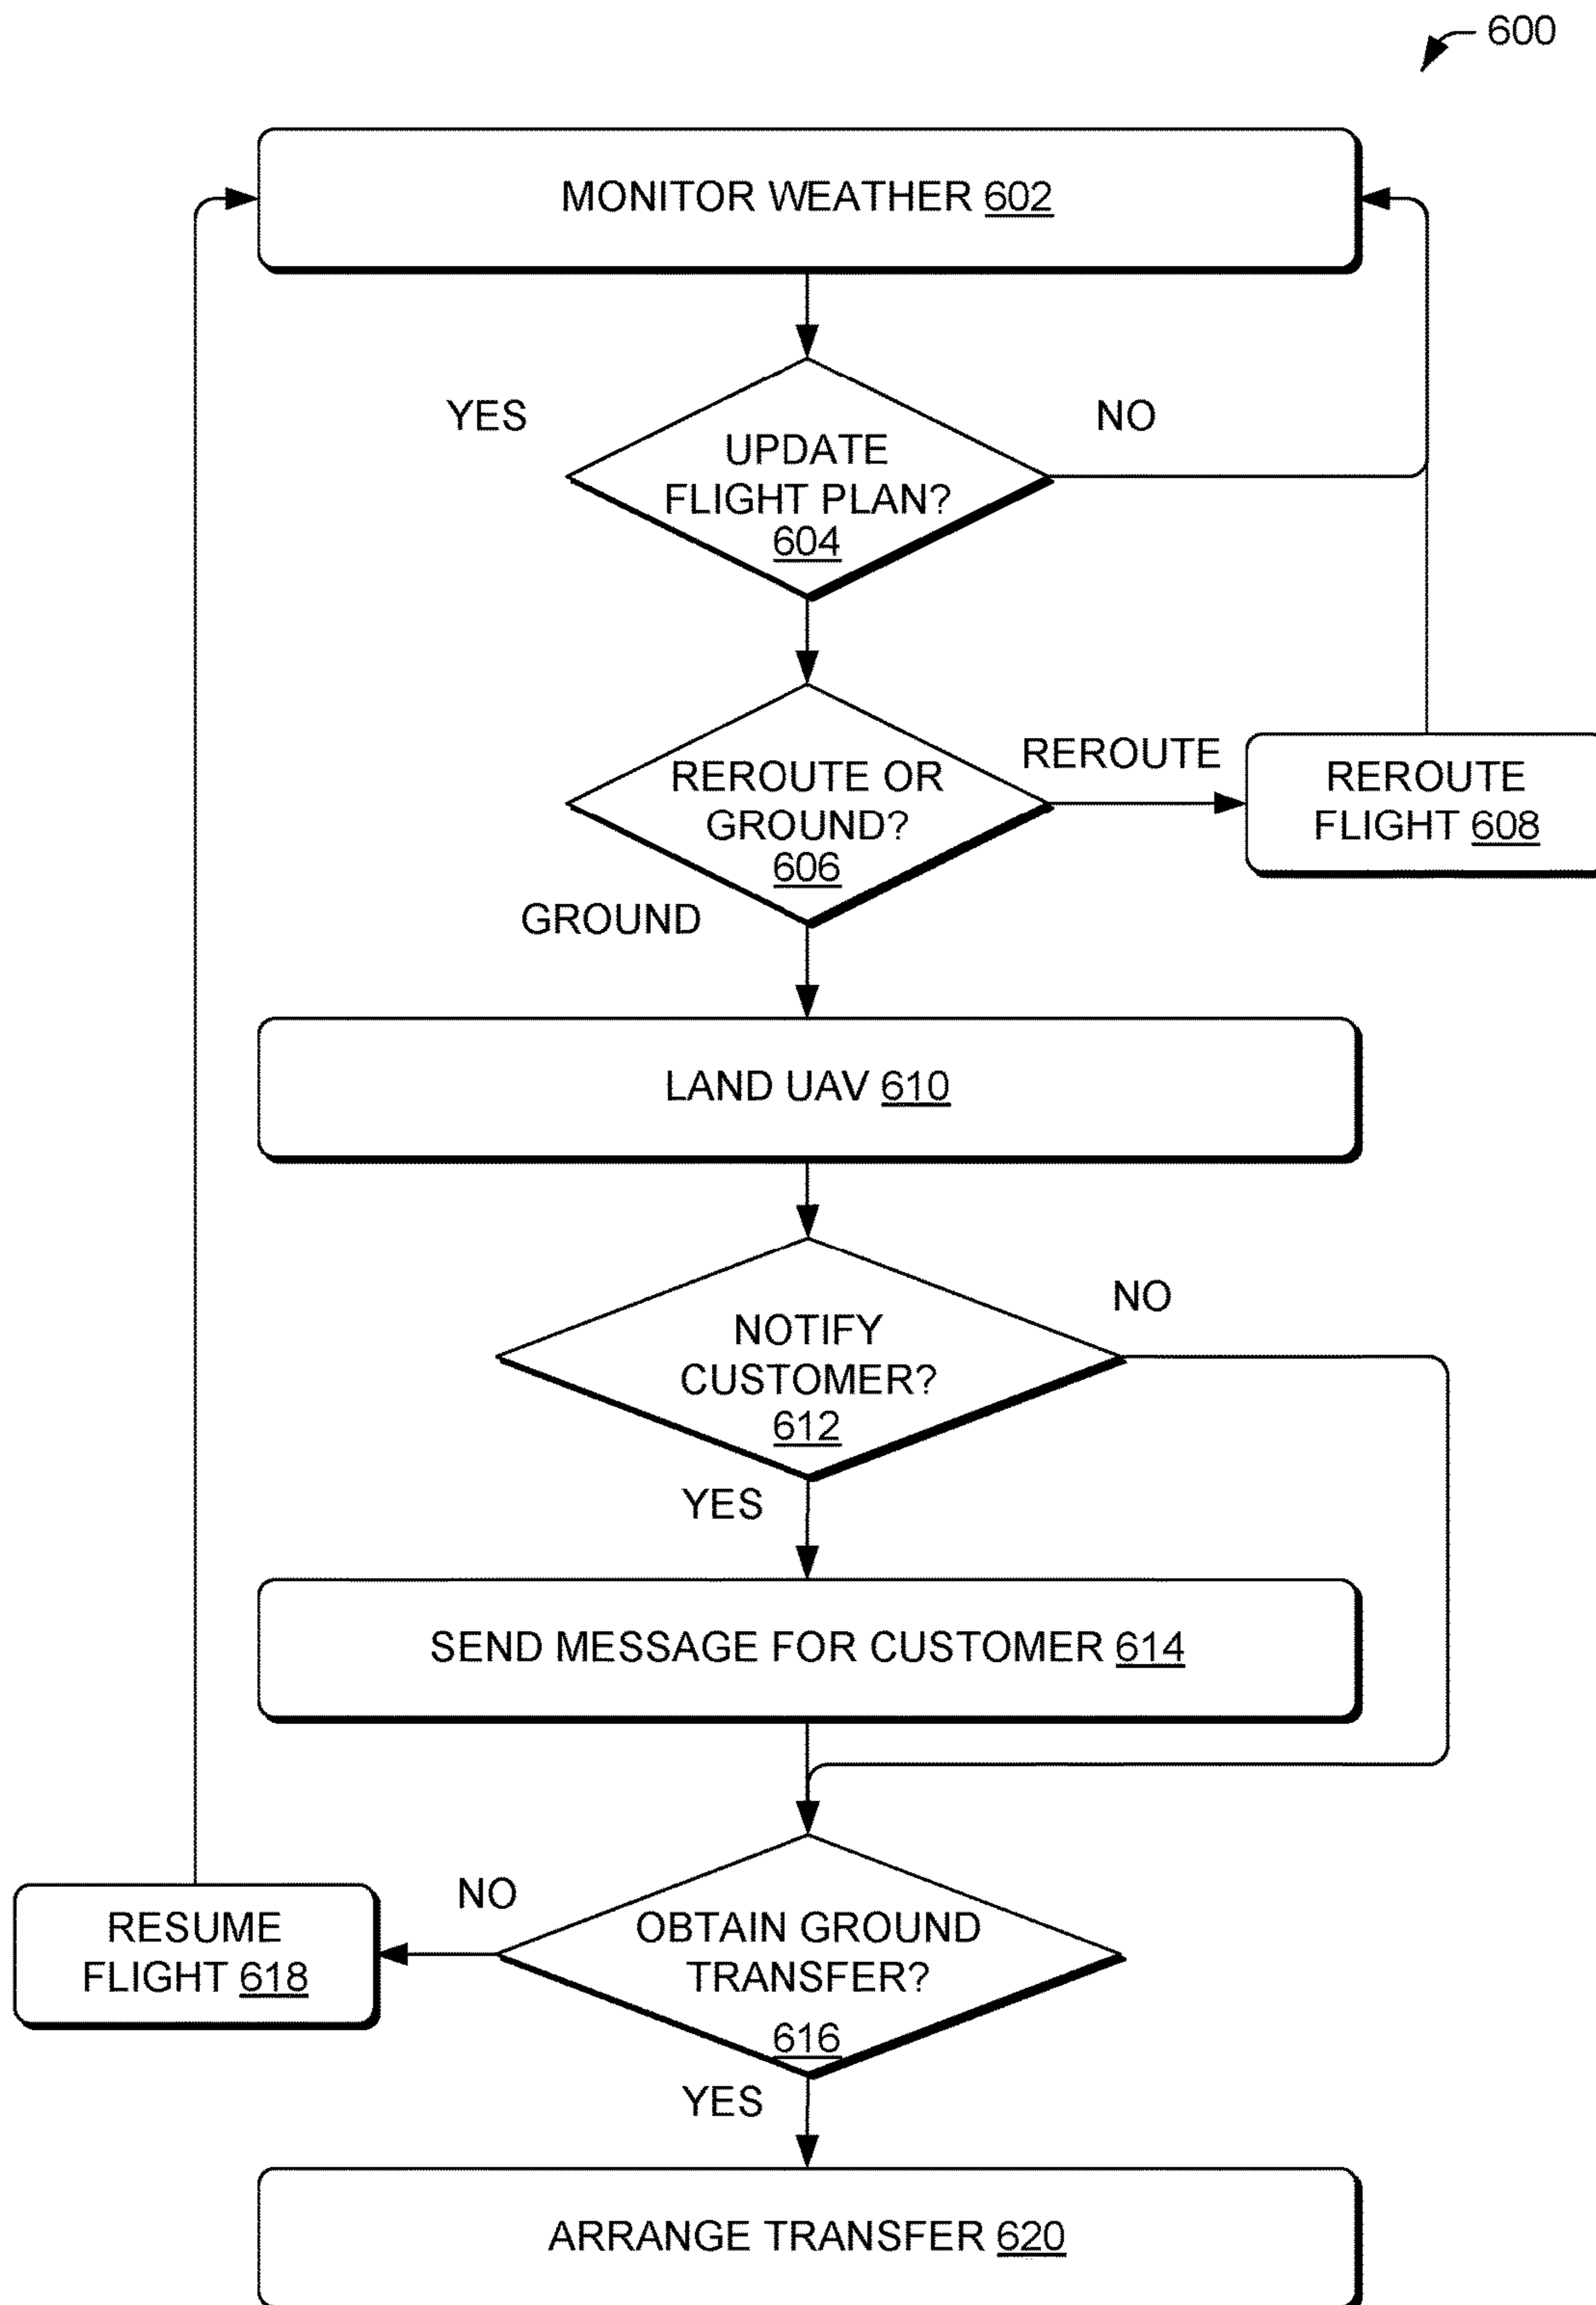 600
MONITOR WEATHER 602
YES
NO
UPDATE
FLIGHT PLAN?
604
REROUTE OR
GROUND?
606
REROUTE
REROUTE
FLIGHT 608
GROUND
LAND UAV 610
NO
NOTIFY
CUSTOMER?
612
YES
SEND MESSAGE FOR CUSTOMER 614
NO
RESUME
FLIGHT 618
OBTAIN GROUND
TRANSFER?
616
YES
ARRANGE TRANSFER 620